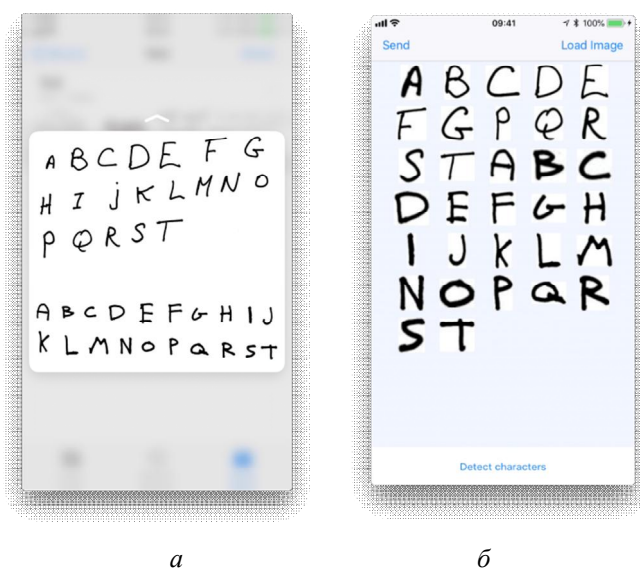 A B C D E F G
H I j K L M N O
P Q R S T
A B C D E F G H I J
K L M N O P Q R S T
09:41 100%
Send Load Image
A B C D E
F G P Q R
S T A B C
D E F G H
I J K L M
N O P Q R
S T
Detect characters
а б